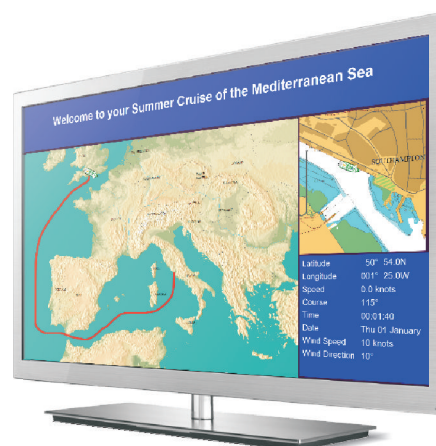 Welcome to your Summer Cruise of the Mediterranean Sea
SOUTHAMPTON
Latitude 50° 54.0N
Longitude 001° 25.0W
Speed 0.0 knots
Course 115°
Time 00:01:40
Date Thu 01 January
Wind Speed 10 knots
Wind Direction 10°